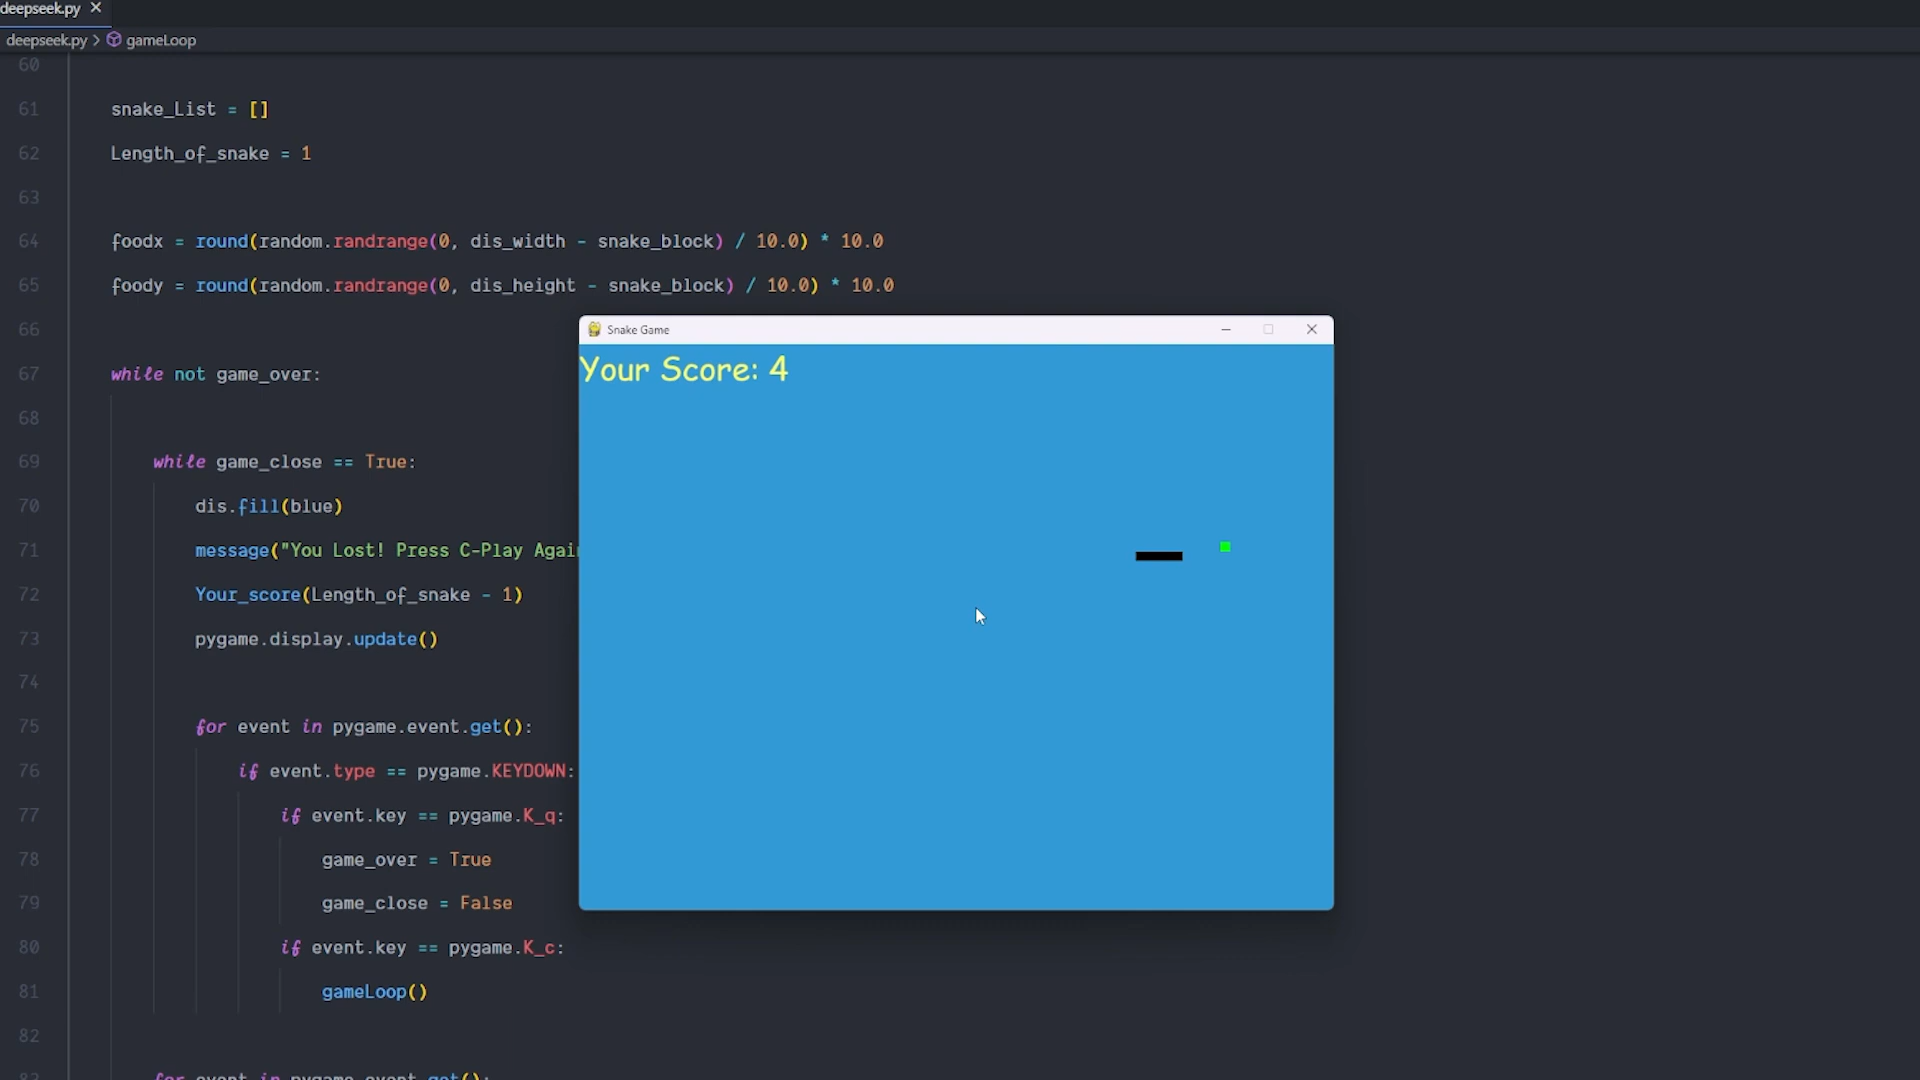 deepseek.py ×
deepseek.py > gameLoop
60
61 snake_List = []
62 Length_of_snake = 1
63
64 foodx = round(random.randrange(0, dis_width - snake_block) / 10.0) * 10.0
65 foody = round(random.randrange(0, dis_height - snake_block) / 10.0) * 10.0
66
67 while not game_over:
68
69 while game_close == True:
70 dis.fill(blue)
71 message("You Lost! Press C-Play Again
72 Your_score(Length_of_snake - 1)
73 pygame.display.update()
74
75 for event in pygame.event.get():
76 if event.type == pygame.KEYDOWN:
77 if event.key == pygame.K_q:
78 game_over = True
79 game_close = False
80 if event.key == pygame.K_c:
81 gameLoop()
82
83 for event in pygame.event.get():
Snake Game
Your Score: 4